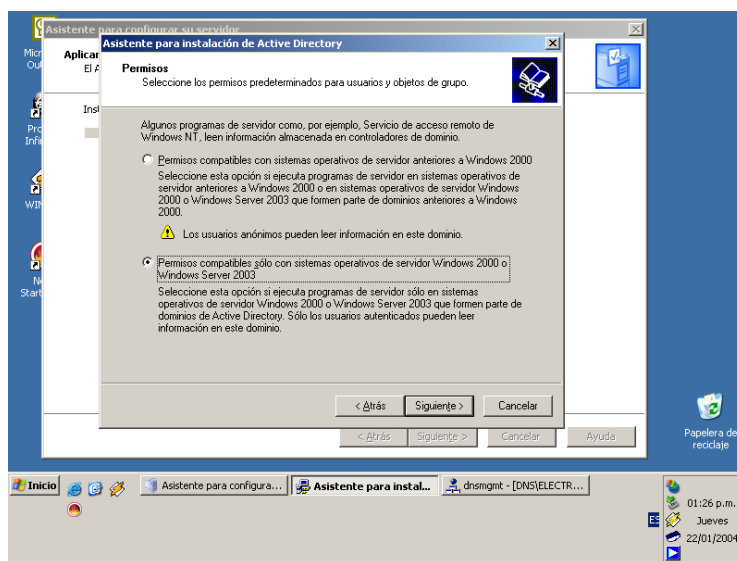 Asistente para configurar su servidor
Asistente para instalación de Active Directory
Aplicar
El A
Permisos
Seleccione los permisos predeterminados para usuarios y objetos de grupo.
Inst
Algunos programas de servidor como, por ejemplo, Servicio de acceso remoto de
Windows NT, leen información almacenada en controladores de dominio.
Permisos compatibles con sistemas operativos de servidor anteriores a Windows 2000
Seleccione esta opción si ejecuta programas de servidor en sistemas operativos de
servidor anteriores a Windows 2000 o en sistemas operativos de servidor Windows
2000 o Windows Server 2003 que formen parte de dominios anteriores a Windows
2000.
Los usuarios anónimos pueden leer información en este dominio.
Permisos compatibles sólo con sistemas operativos de servidor Windows 2000 o
Windows Server 2003
Seleccione esta opción si ejecuta programas de servidor sólo en sistemas
operativos de servidor Windows 2000 o Windows Server 2003 que formen parte de
dominios de Active Directory. Sólo los usuarios autenticados pueden leer
información en este dominio.
< Atrás Siguiente > Cancelar
< Atrás Siguiente > Cancelar Ayuda
Micr
Ou
Pro
Infi
WIN
N
Start
Papelera de
reciclaje
Inicio Asistente para configura... Asistente para instal... dnsmgmt - [DNS\ELECTR...
01:26 p.m.
ES Jueves
22/01/2004